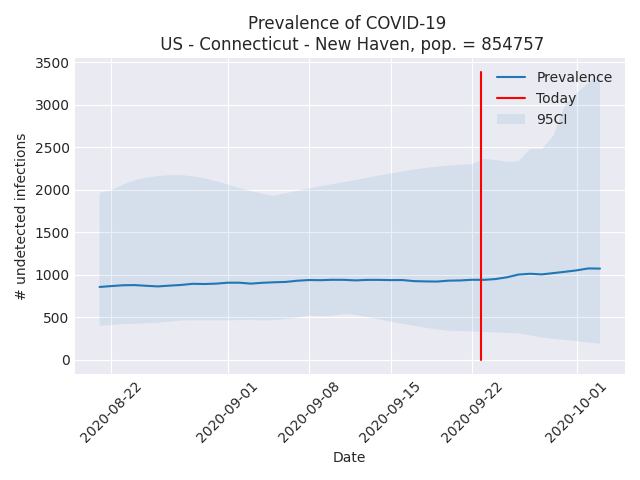 Prevalence of COVID-19
US - Connecticut - New Haven, pop. = 854757
3500
3000
2500
2000
1500
1000
500
0
# undetected infections
Prevalence
Today
95CI
2020-08-22
2020-09-01
2020-09-08
2020-09-15
2020-09-22
2020-10-01
Date